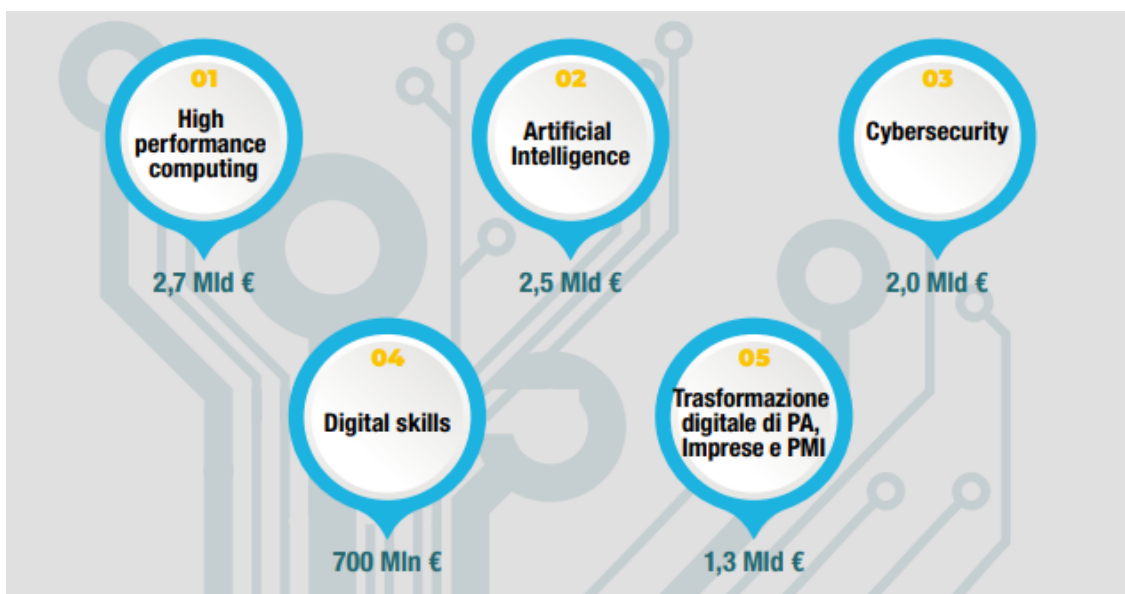 01
High
performance
computing
2,7 Mld €
02
Artificial
Intelligence
2,5 Mld €
03
Cybersecurity
2,0 Mld €
04
Digital skills
700 Mln €
05
Trasformazione
digitale di PA,
Imprese e PMI
1,3 Mld €